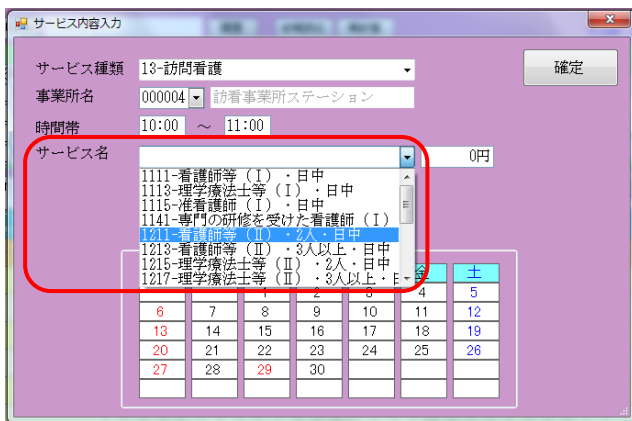 サービス内容入力
サービス種類 13-訪問看護
確定
事業所名 000004 訪看事業所ステーション
時間帯 10:00 ～ 11:00
サービス名 0円
1111-看護師等（Ⅰ）・日中
1113-理学療法士等（Ⅰ）・日中
1115-准看護師（Ⅰ）・日中
1141-専門の研修を受けた看護師（Ⅰ）
1211-看護師等（Ⅱ）・2人・日中
1213-看護師等（Ⅱ）・3人以上・日中
1215-理学療法士等（Ⅱ）・2人・日中
1217-理学療法士等（Ⅱ）・3人以上・
金 土
1 2 3 4 5
6 7 8 9 10 11 12
13 14 15 16 17 18 19
20 21 22 23 24 25 26
27 28 29 30